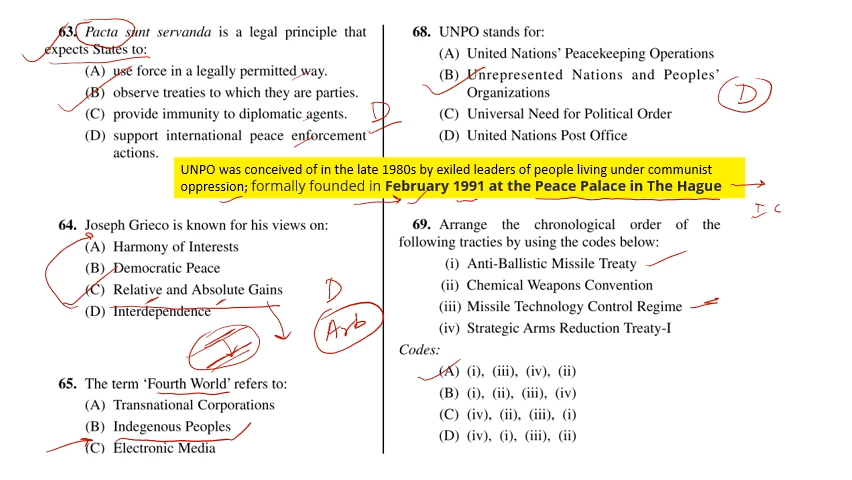 63. Pacta sunt servanda is a legal principle that
expects States to:
(A) use force in a legally permitted way.
(B) observe treaties to which they are parties.
(C) provide immunity to diplomatic agents.
(D) support international peace enforcement
actions.
D
64. Joseph Grieco is known for his views on:
(A) Harmony of Interests
(B) Democratic Peace
(C) Relative and Absolute Gains
(D) Interdependence
D
65. The term ‘Fourth World’ refers to:
(A) Transnational Corporations
(B) Indegenous Peoples
(C) Electronic Media
68. UNPO stands for:
(A) United Nations’ Peacekeeping Operations
(B) Unrepresented Nations and Peoples’
Organizations
(C) Universal Need for Political Order
(D) United Nations Post Office
D
UNPO was conceived of in the late 1980s by exiled leaders of people living under communist
oppression; formally founded in February 1991 at the Peace Palace in The Hague
I C
69. Arrange the chronological order of the
following tracties by using the codes below:
(i) Anti-Ballistic Missile Treaty
(ii) Chemical Weapons Convention
(iii) Missile Technology Control Regime
(iv) Strategic Arms Reduction Treaty-I
Codes:
(A) (i), (iii), (iv), (ii)
(B) (i), (ii), (iii), (iv)
(C) (iv), (ii), (iii), (i)
(D) (iv), (i), (iii), (ii)